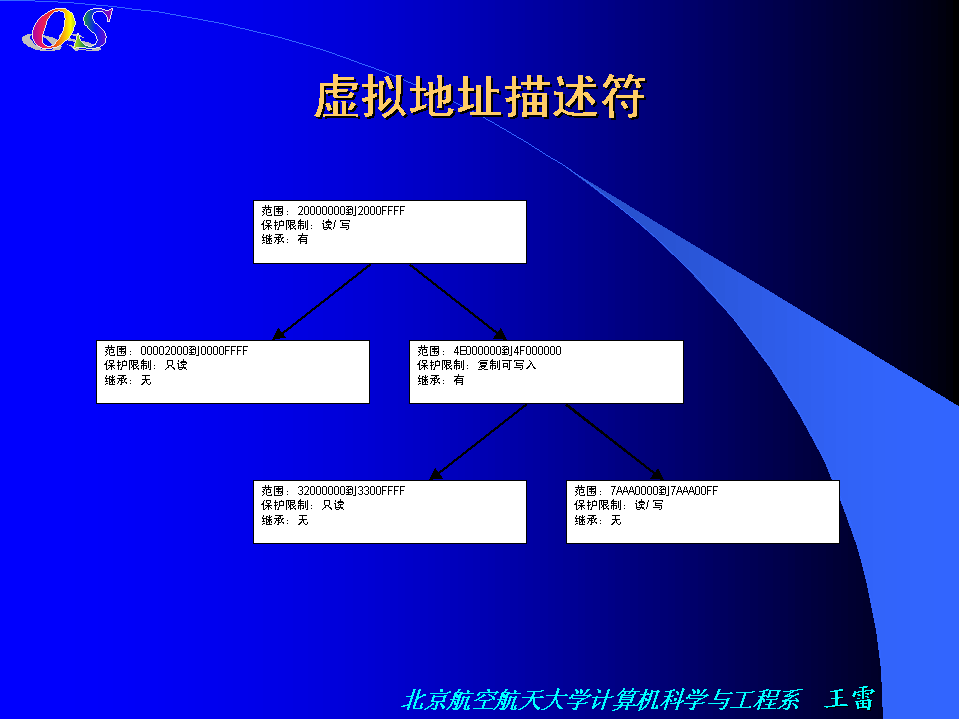 OS
虚拟地址描述符
范围：20000000到2000FFFF
保护限制：读/ 写
继承：有
范围：00002000到0000FFFF
保护限制：只读
继承：无
范围：4E000000到4F000000
保护限制：复制可写入
继承：有
范围：32000000到3300FFFF
保护限制：只读
继承：无
范围：7AAA0000到7AAA00FF
保护限制：读/ 写
继承：无
北京航空航天大学计算机科学与工程系 王雷